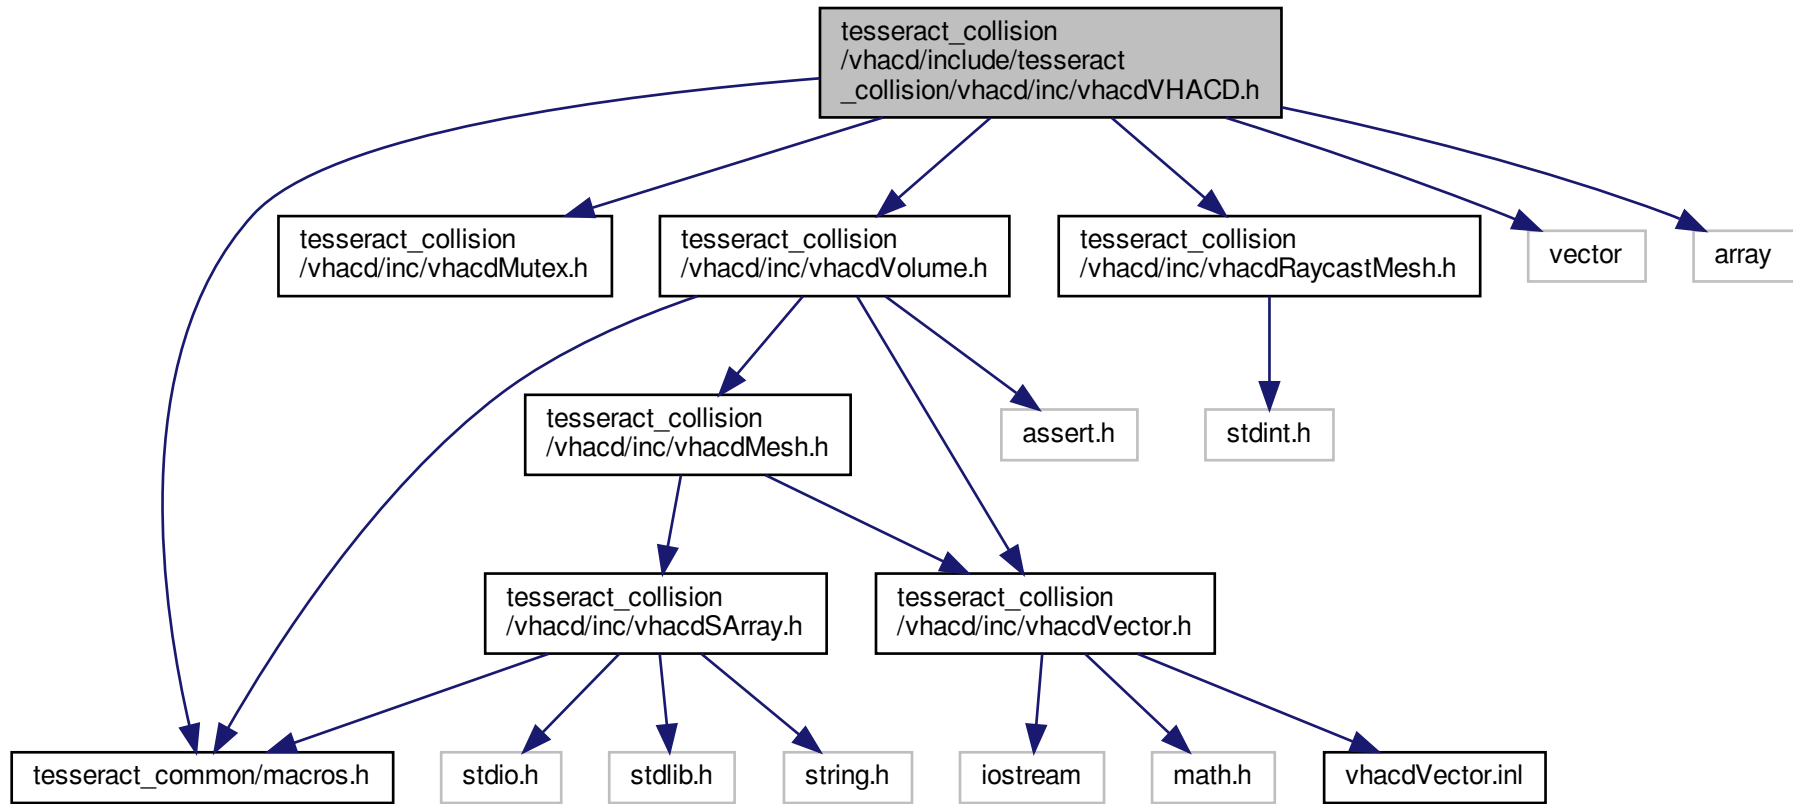 tesseract_collision
/vhacd/include/tesseract
_collision/vhacd/inc/vhacdVHACD.h
tesseract_collision
/vhacd/inc/vhacdMutex.h
tesseract_collision
/vhacd/inc/vhacdVolume.h
tesseract_collision
/vhacd/inc/vhacdRaycastMesh.h
vector
array
tesseract_collision
/vhacd/inc/vhacdMesh.h
assert.h
stdint.h
tesseract_collision
/vhacd/inc/vhacdSArray.h
tesseract_collision
/vhacd/inc/vhacdVector.h
tesseract_common/macros.h
stdio.h
stdlib.h
string.h
iostream
math.h
vhacdVector.inl